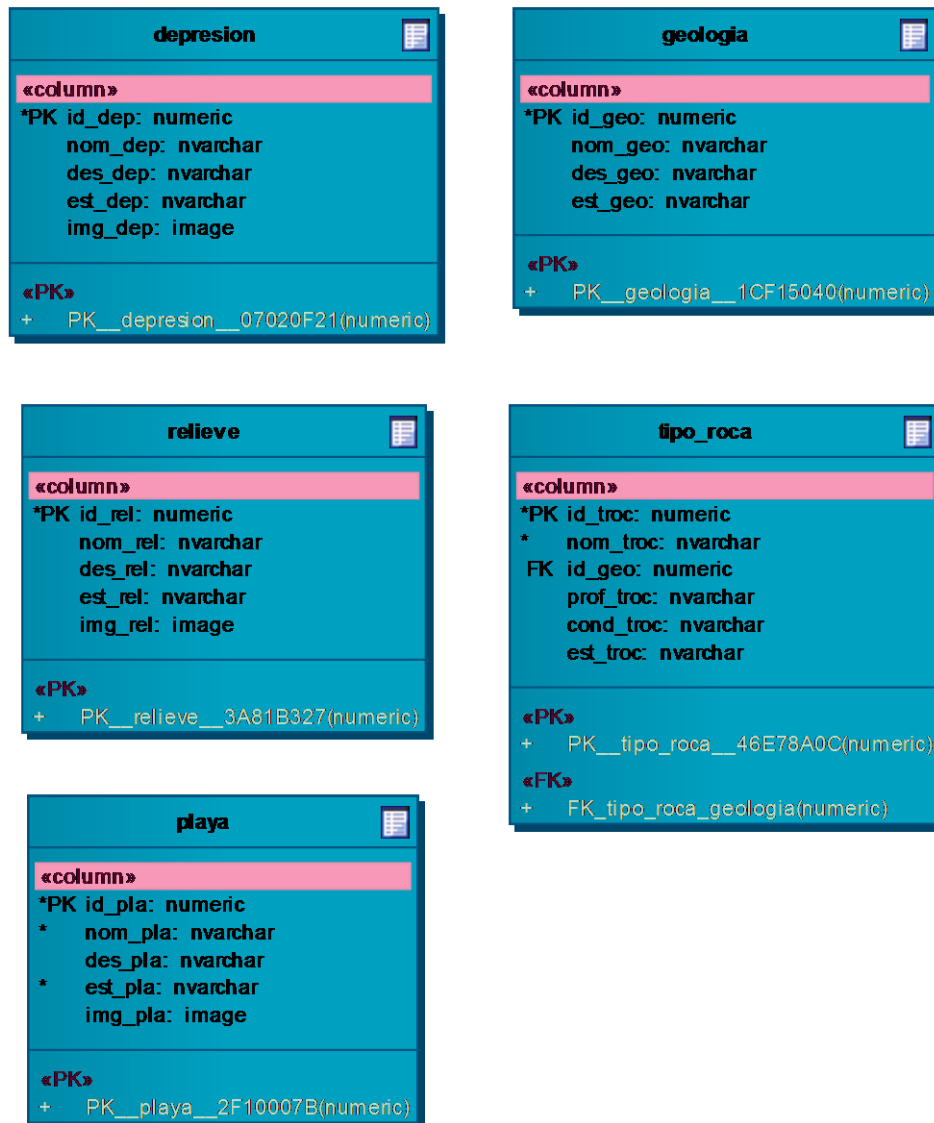 depresion
«column»
*PK id_dep: numeric
nom_dep: nvarchar
des_dep: nvarchar
est_dep: nvarchar
img_dep: image
«PK»
+ PK__depresion__07020F21(numeric)
geologia
«column»
*PK id_geo: numeric
nom_geo: nvarchar
des_geo: nvarchar
est_geo: nvarchar
«PK»
+ PK__geologia__1CF15040(numeric)
relieve
«column»
*PK id_rel: numeric
nom_rel: nvarchar
des_rel: nvarchar
est_rel: nvarchar
img_rel: image
«PK»
+ PK__relieve__3A81B327(numeric)
tipo_roca
«column»
*PK id_troc: numeric
* nom_troc: nvarchar
FK id_geo: numeric
prof_troc: nvarchar
cond_troc: nvarchar
est_troc: nvarchar
«PK»
+ PK__tipo_roca__46E78A0C(numeric)
«FK»
+ FK_tipo_roca_geologia(numeric)
playa
«column»
*PK id_pla: numeric
* nom_pla: nvarchar
des_pla: nvarchar
* est_pla: nvarchar
img_pla: image
«PK»
+ PK__playa__2F10007B(numeric)